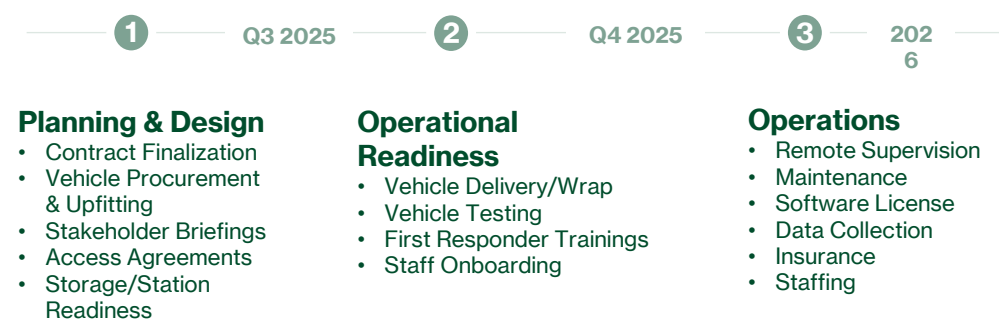 1 Q3 2025 2 Q4 2025 3 202
6
Planning & Design
• Contract Finalization
• Vehicle Procurement
& Upfitting
• Stakeholder Briefings
• Access Agreements
• Storage/Station
Readiness
Operational
Readiness
• Vehicle Delivery/Wrap
• Vehicle Testing
• First Responder Trainings
• Staff Onboarding
Operations
• Remote Supervision
• Maintenance
• Software License
• Data Collection
• Insurance
• Staffing